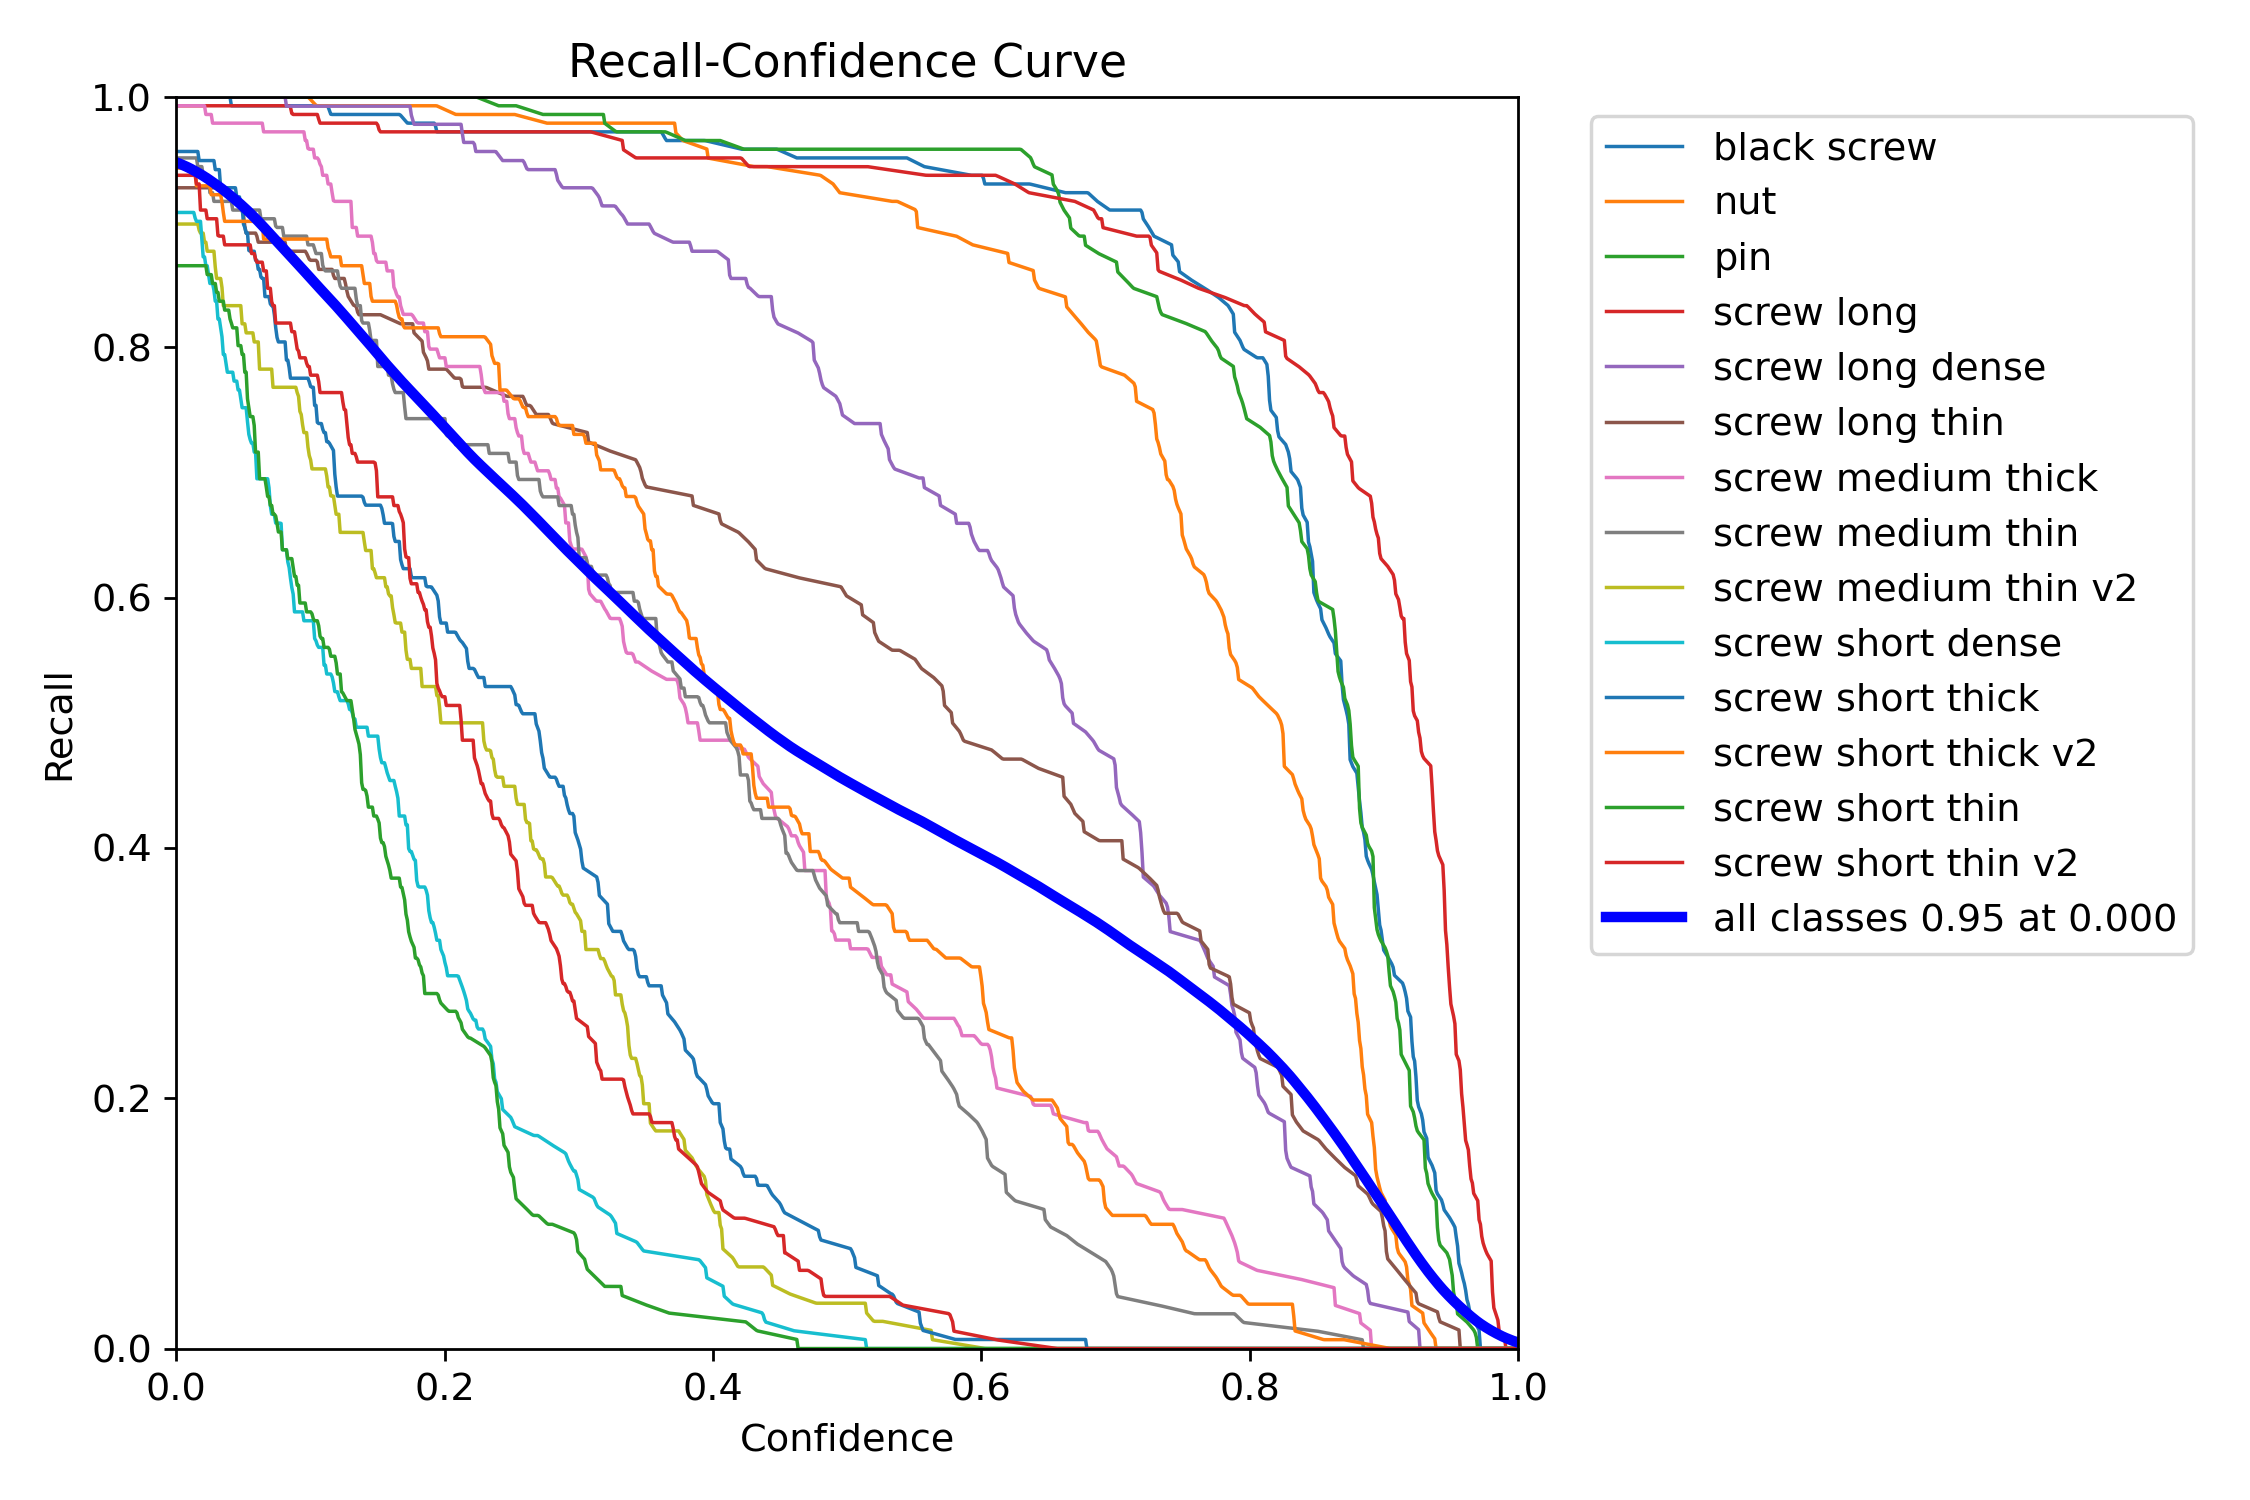 Recall-Confidence Curve
1.0
0.8
0.6
0.4
0.2
0.0
Recall
0.0 0.2 0.4 0.6 0.8 1.0
Confidence
black screw
nut
pin
screw long
screw long dense
screw long thin
screw medium thick
screw medium thin
screw medium thin v2
screw short dense
screw short thick
screw short thick v2
screw short thin
screw short thin v2
all classes 0.95 at 0.000